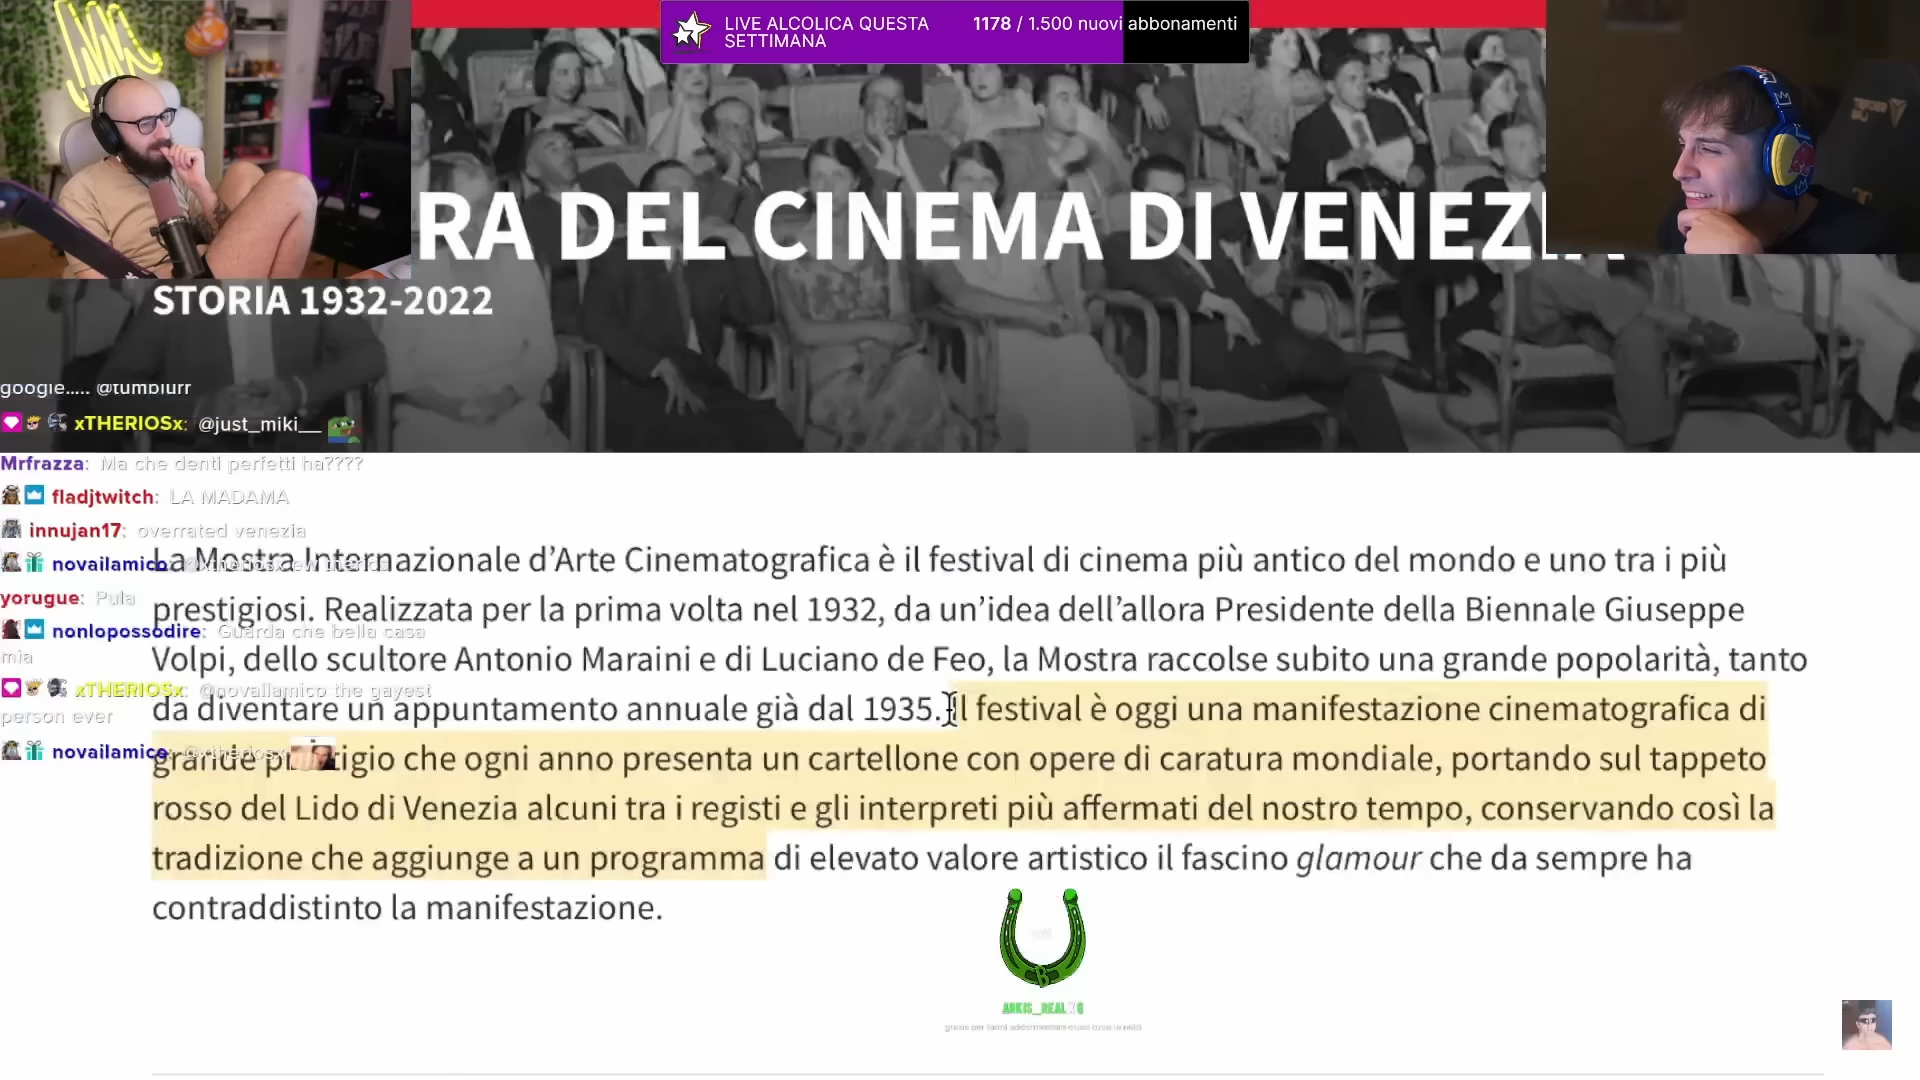 LIVE ALCOLICA QUESTA
SETTIMANA
1178 / 1.500 nuovi abbonamenti
RA DEL CINEMA DI VENEZIA
STORIA 1932-2022
google..... @tumblurr
xTHERIOSx: @just_miki__
Mrfrazza: Ma che denti perfetti ha????
fladjtwitch: LA MADAMA
innujan17: overrated venezia
novailamico: @xtheriosx ew therios
yorugue: Pula
nonlopossodire: Guarda che bella casa
mia
xTHERIOSx: @novailamico the gayest
person ever
novailamico: @xtheriosx
La Mostra Internazionale d’Arte Cinematografica è il festival di cinema più antico del mondo e uno tra i più
prestigiosi. Realizzata per la prima volta nel 1932, da un’idea dell’allora Presidente della Biennale Giuseppe
Volpi, dello scultore Antonio Maraini e di Luciano de Feo, la Mostra raccolse subito una grande popolarità, tanto
da diventare un appuntamento annuale già dal 1935. Il festival è oggi una manifestazione cinematografica di
grande prestigio che ogni anno presenta un cartellone con opere di caratura mondiale, portando sul tappeto
rosso del Lido di Venezia alcuni tra i registi e gli interpreti più affermati del nostro tempo, conservando così la
tradizione che aggiunge a un programma di elevato valore artistico il fascino glamour che da sempre ha
contraddistinto la manifestazione.